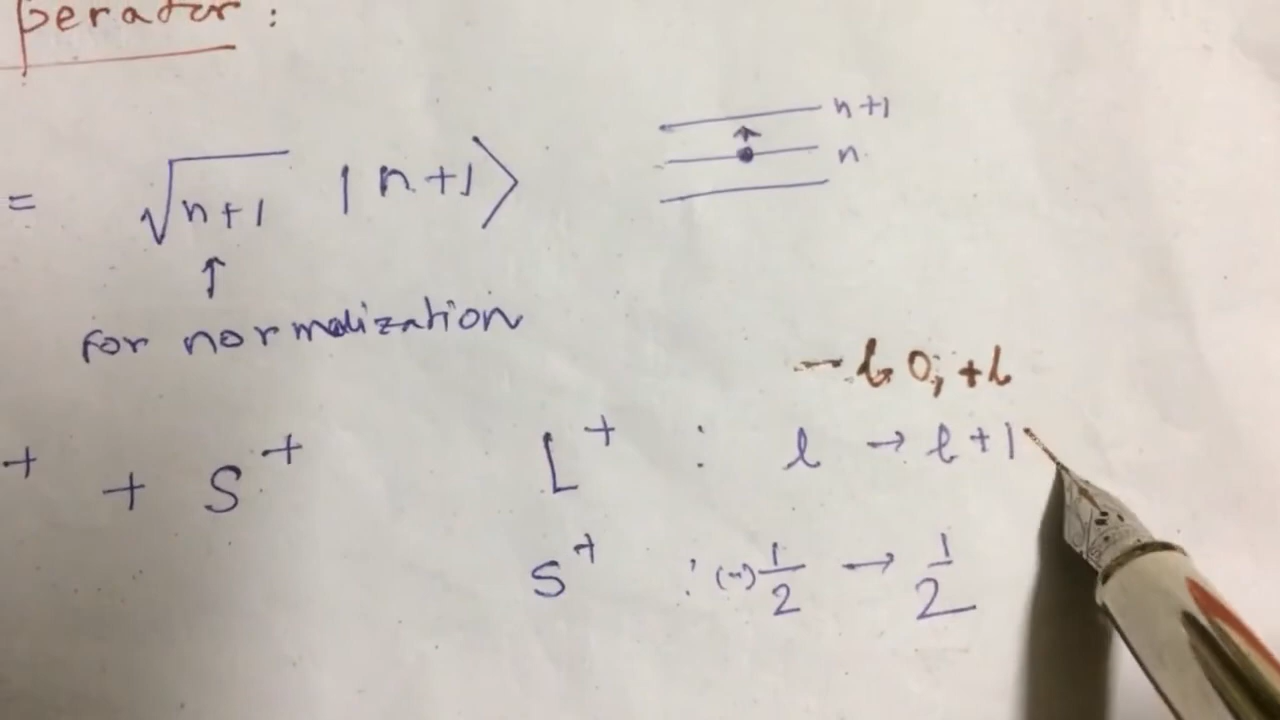 perator :
n+1
n
= √n+1 |n+1⟩
↑
for normalization
- l 0, +l
+ + S⁺
L⁺ : l → l+1
S⁺ : (-) 1/2 → 1/2